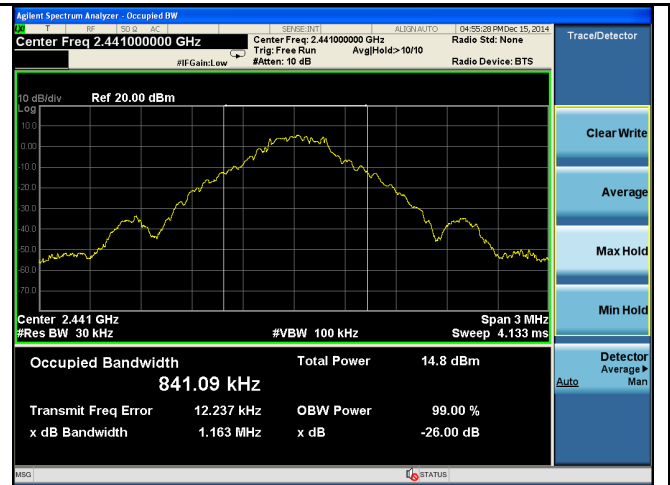 Agilent Spectrum Analyzer - Occupied BW
T RF 50 Ω AC SENSE:INT ALIGN AUTO 04:55:28 PM Dec 15, 2014
Center Freq 2.441000000 GHz
Center Freq: 2.441000000 GHz
Radio Std: None
Trig: Free Run Avg|Hold:>10/10
#IFGain:Low
#Atten: 10 dB
Radio Device: BTS
Trace/Detector
10 dB/div Ref 20.00 dBm
Log
10.0
0.00
-10.0
-20.0
-30.0
-40.0
-50.0
-60.0
-70.0
Center 2.441 GHz
Span 3 MHz
#Res BW 30 kHz
#VBW 100 kHz
Sweep 4.133 ms
Clear Write
Average
Max Hold
Min Hold
Detector
Average▶
Auto Man
Occupied Bandwidth
841.09 kHz
Total Power 14.8 dBm
Transmit Freq Error 12.237 kHz
OBW Power 99.00 %
x dB Bandwidth 1.163 MHz
x dB -26.00 dB
MSG
STATUS